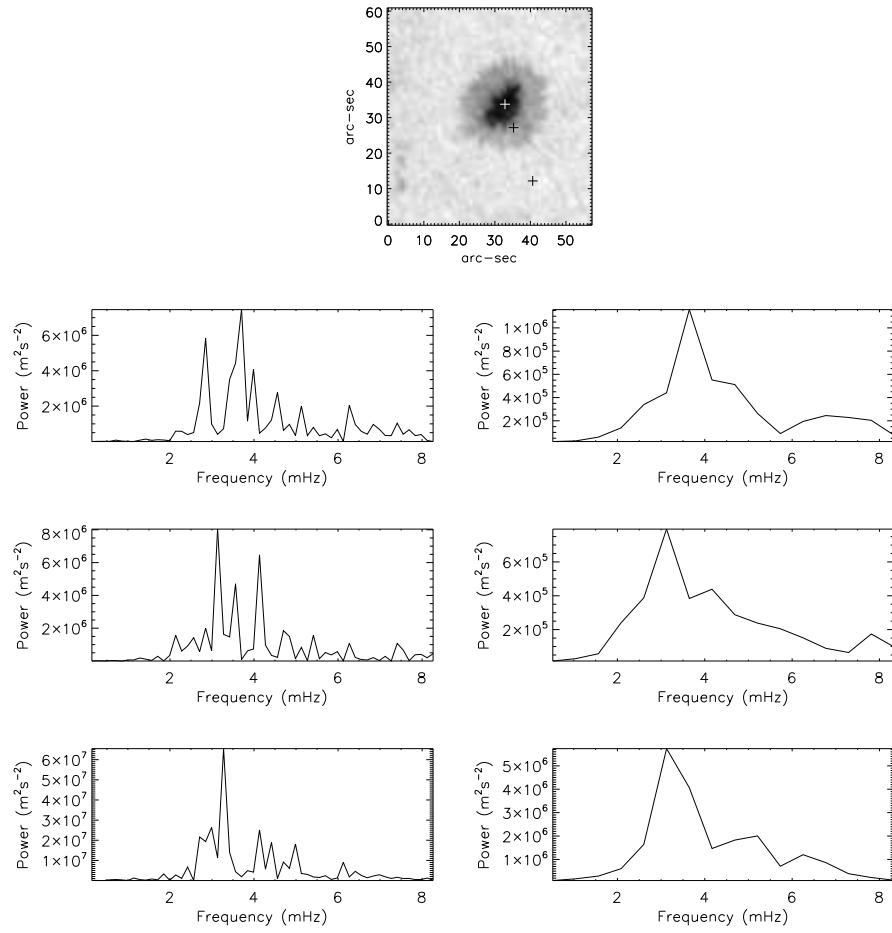 60
50
40
30
20
10
0
arc-sec
0 10 20 30 40 50
arc-sec
6×10⁶
4×10⁶
2×10⁶
Power (m²s⁻²)
2 4 6 8
Frequency (mHz)
1×10⁶
8×10⁵
6×10⁵
4×10⁵
2×10⁵
Power (m²s⁻²)
2 4 6 8
Frequency (mHz)
8×10⁶
6×10⁶
4×10⁶
2×10⁶
Power (m²s⁻²)
2 4 6 8
Frequency (mHz)
6×10⁵
4×10⁵
2×10⁵
Power (m²s⁻²)
2 4 6 8
Frequency (mHz)
6×10⁷
5×10⁷
4×10⁷
3×10⁷
2×10⁷
1×10⁷
Power (m²s⁻²)
2 4 6 8
Frequency (mHz)
5×10⁶
4×10⁶
3×10⁶
2×10⁶
1×10⁶
Power (m²s⁻²)
2 4 6 8
Frequency (mHz)